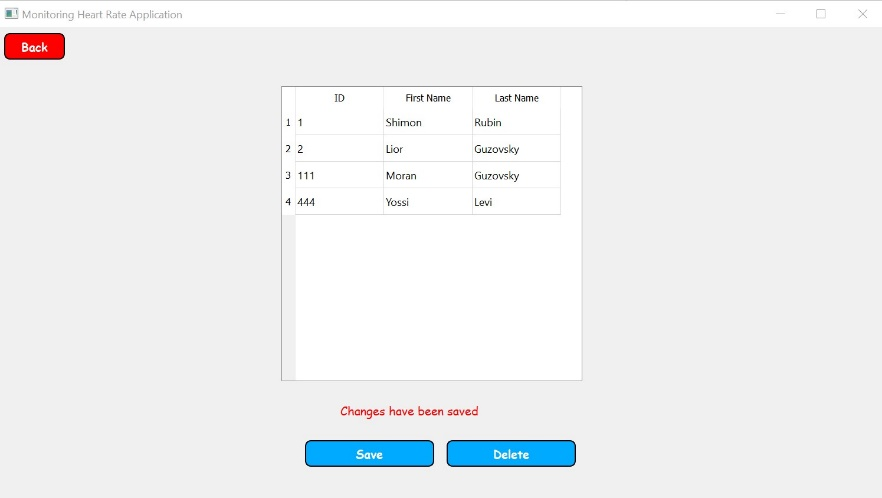 Monitoring Heart Rate Application
Back
ID First Name Last Name
1 1 Shimon Rubin
2 2 Lior Guzovsky
3 111 Moran Guzovsky
4 444 Yossi Levi
Changes have been saved
Save Delete